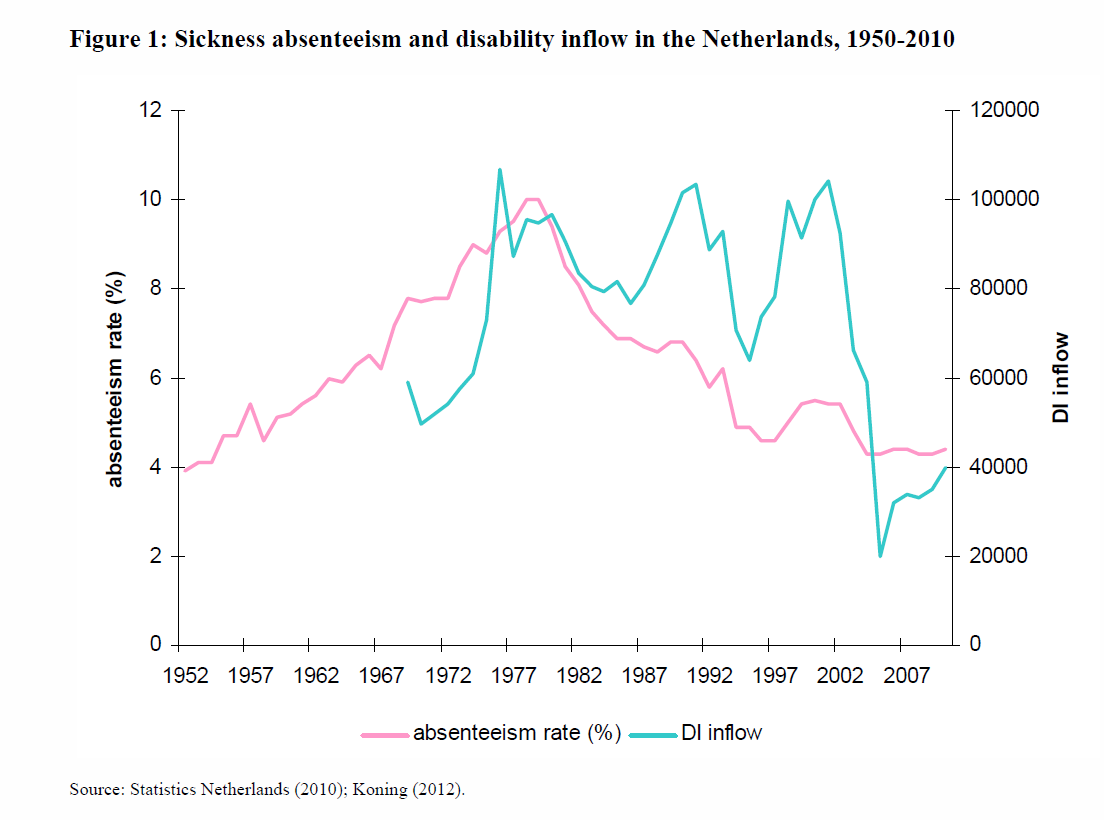 Figure 1: Sickness absenteeism and disability inflow in the Netherlands, 1950-2010
12
10
8
6
4
2
0
absenteeism rate (%)
120000
100000
80000
60000
40000
20000
0
DI inflow
1952 1957 1962 1967 1972 1977 1982 1987 1992 1997 2002 2007
absenteeism rate (%) DI inflow
Source: Statistics Netherlands (2010); Koning (2012).